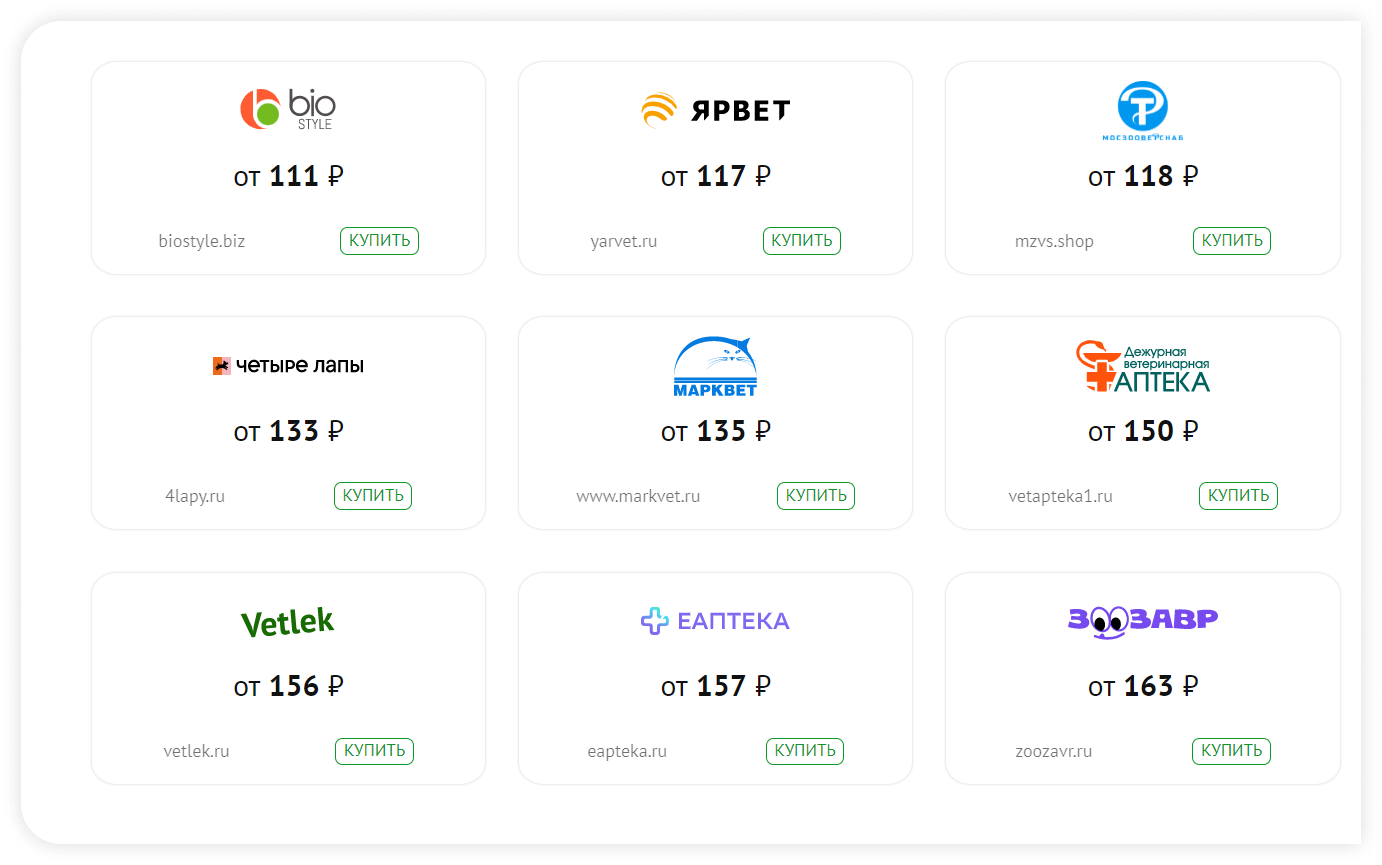 bio
STYLE
от 111 ₽
biostyle.biz
КУПИТЬ
ЯРВЕТ
от 117 ₽
yarvet.ru
КУПИТЬ
МОСЗООВЕТСНАБ
от 118 ₽
mzvs.shop
КУПИТЬ
четыре лапы
от 133 ₽
4lapy.ru
КУПИТЬ
МАРКВЕТ
от 135 ₽
www.markvet.ru
КУПИТЬ
Дежурная
ветеринарная
АПТЕКА
от 150 ₽
vetapteka1.ru
КУПИТЬ
Vetlek
от 156 ₽
vetlek.ru
КУПИТЬ
ЕАПТЕКА
от 157 ₽
eapteka.ru
КУПИТЬ
ЗООЗАВР
от 163 ₽
zoozavr.ru
КУПИТЬ